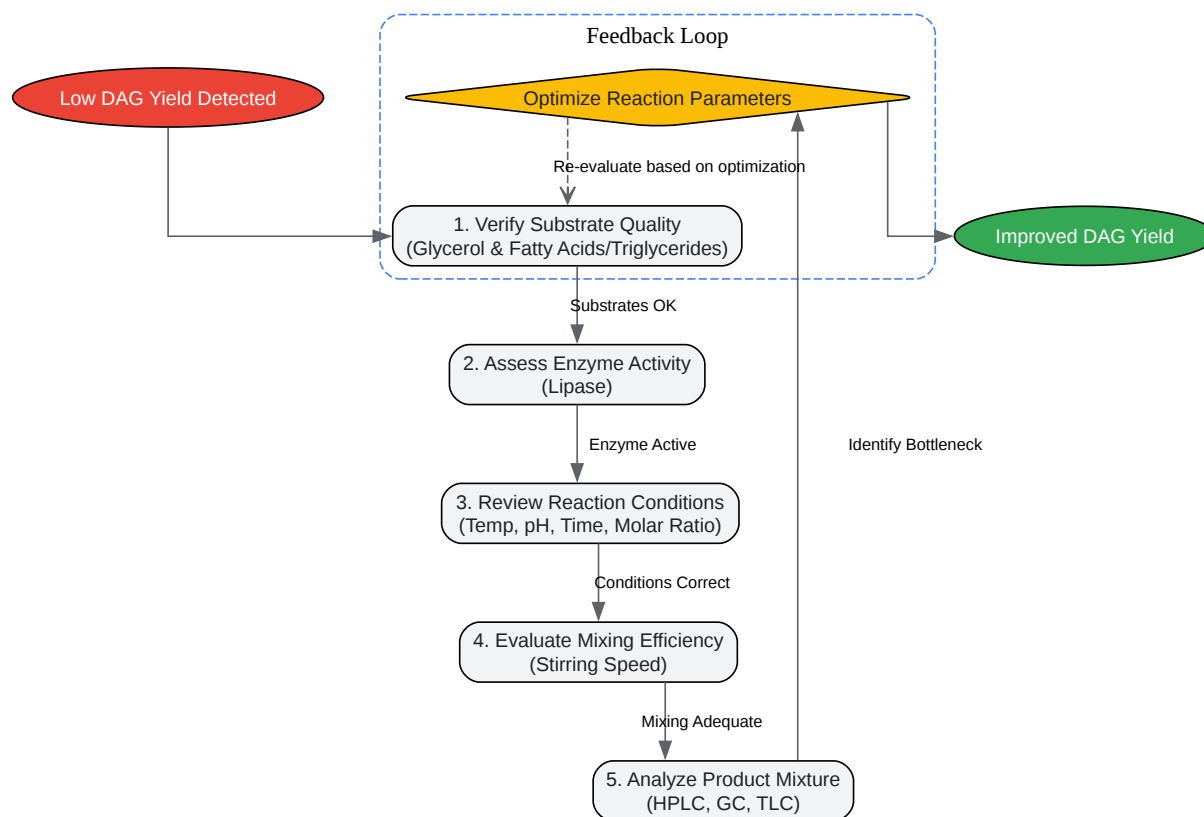 Feedback Loop
Low DAG Yield Detected
Optimize Reaction Parameters
Re-evaluate based on optimization
1. Verify Substrate Quality
(Glycerol & Fatty Acids/Triglycerides)
Improved DAG Yield
Substrates OK
2. Assess Enzyme Activity
(Lipase)
Enzyme Active
Identify Bottleneck
3. Review Reaction Conditions
(Temp, pH, Time, Molar Ratio)
Conditions Correct
4. Evaluate Mixing Efficiency
(Stirring Speed)
Mixing Adequate
5. Analyze Product Mixture
(HPLC, GC, TLC)